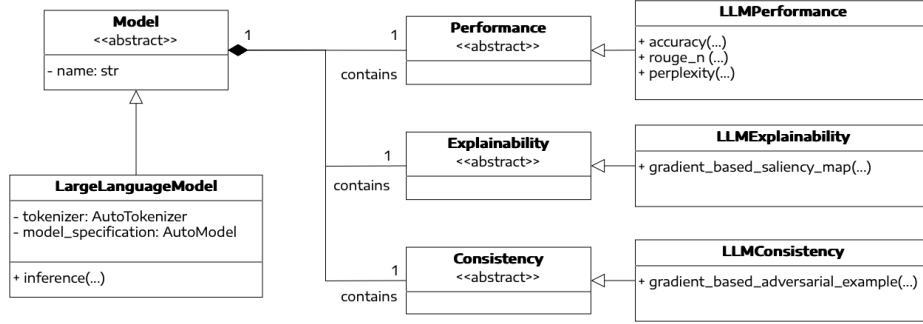 Model
<<abstract>>
- name: str
1
1
contains
Performance
<<abstract>>
LLMPerformance
+ accuracy(...)
+ rouge_n (...)
+ perplexity(...)
1
contains
Explainability
<<abstract>>
LLMExplainability
+ gradient_based_saliency_map(...)
LargeLanguageModel
- tokenizer: AutoTokenizer
- model_specification: AutoModel
+ inference(...)
1
contains
Consistency
<<abstract>>
LLMConsistency
+ gradient_based_adversarial_example(...)